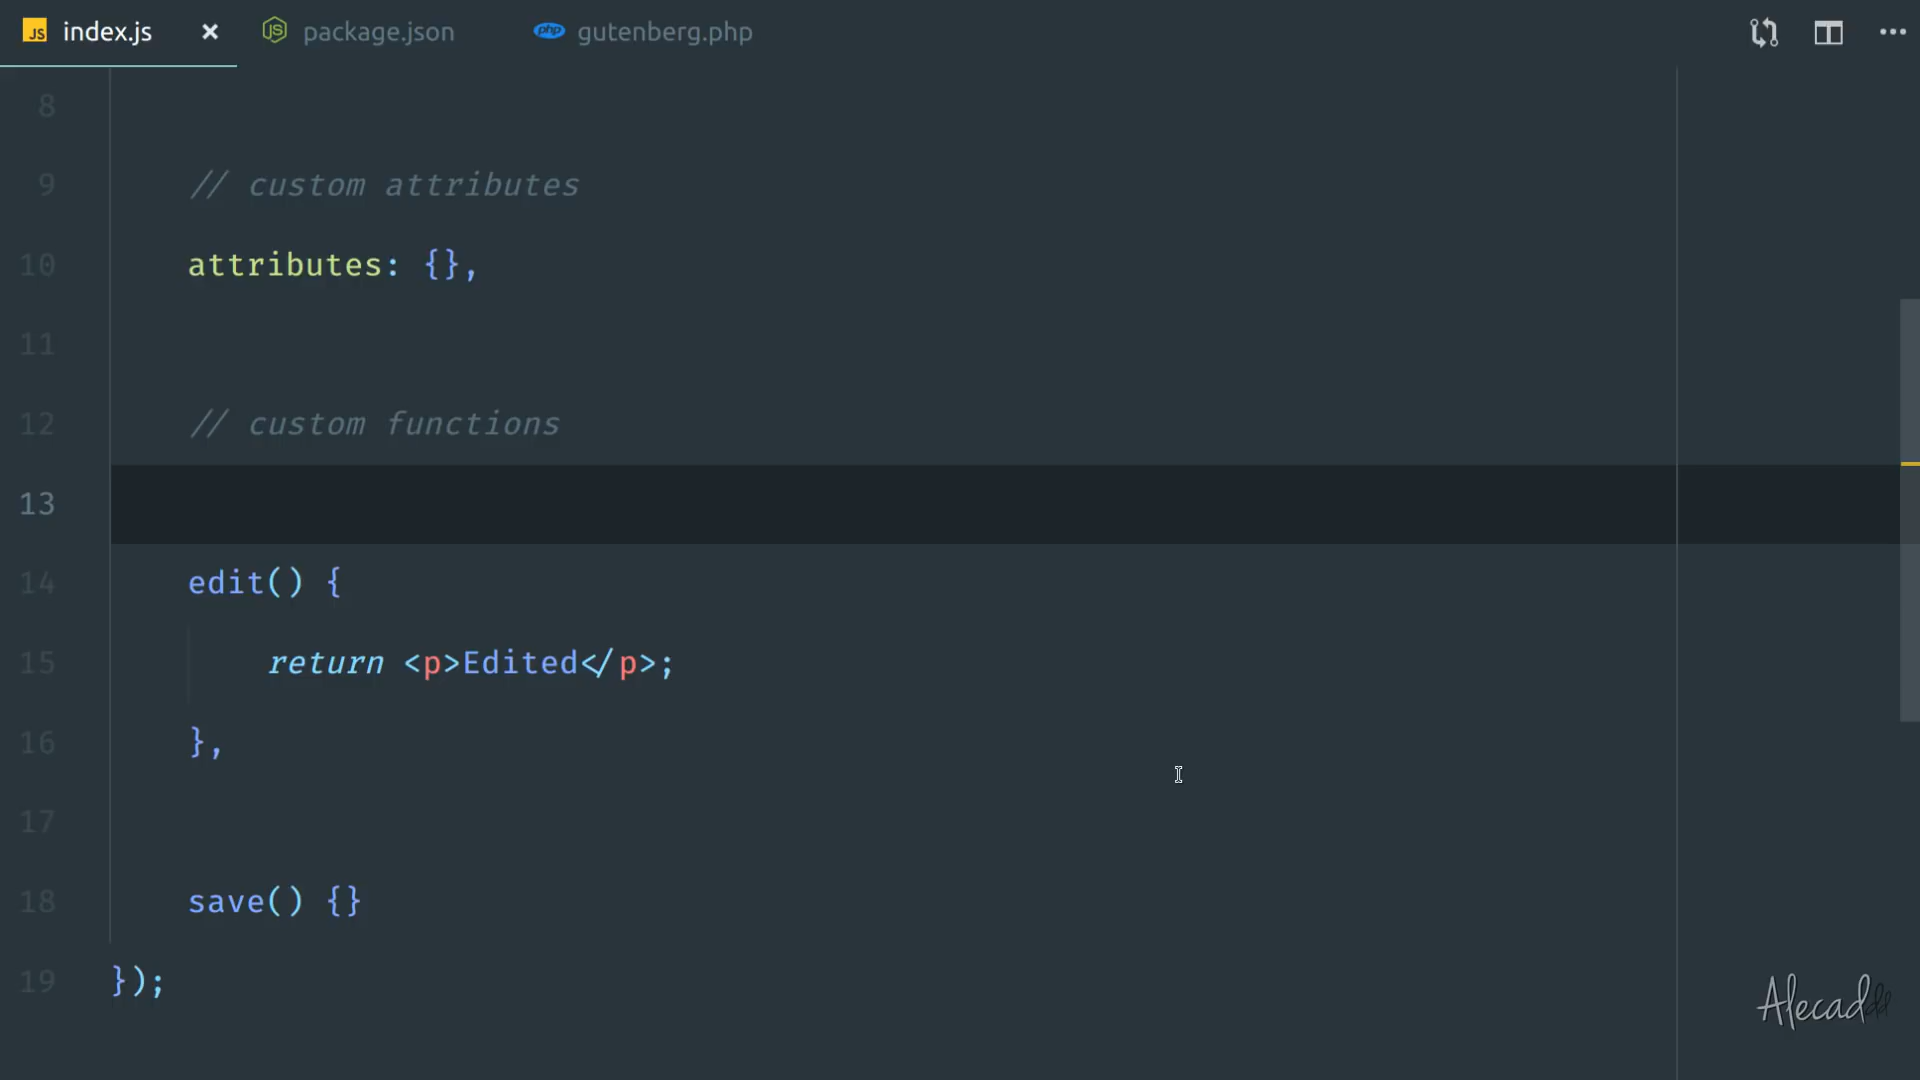 index.js
package.json
gutenberg.php
8
9 // custom attributes
10 attributes: {},
11
12 // custom functions
13
14 edit() {
15 return <p>Edited</p>;
16 },
17
18 save() {}
19 });
Alecaddd